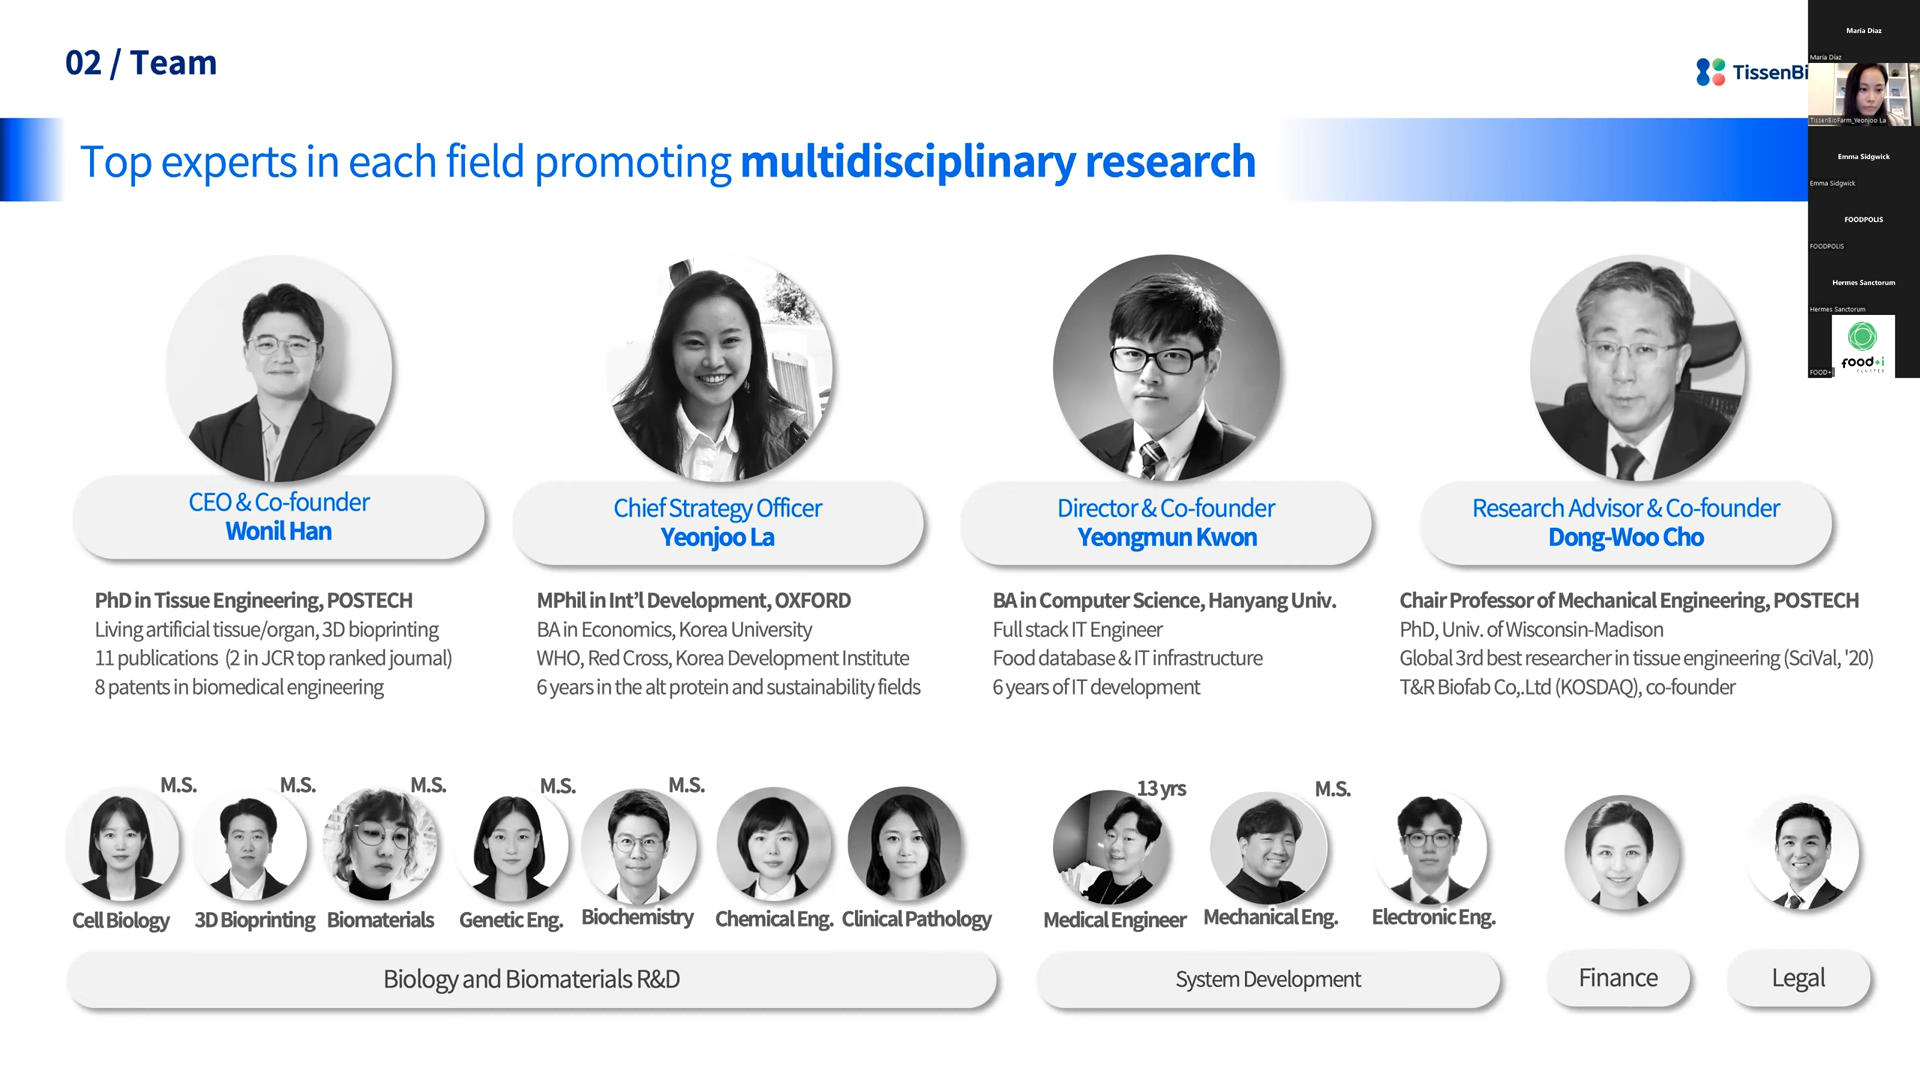 02 / Team
TissenBi
Top experts in each field promoting multidisciplinary research
CEO & Co-founder
Wonil Han
PhD in Tissue Engineering, POSTECH
Living artificial tissue/organ, 3D bioprinting
11 publications (2 in JCR top ranked journal)
8 patents in biomedical engineering
Chief Strategy Officer
Yeonjoo La
MPhil in Int'l Development, OXFORD
BA in Economics, Korea University
WHO, Red Cross, Korea Development Institute
6 years in the alt protein and sustainability fields
Director & Co-founder
Yeongmun Kwon
BA in Computer Science, Hanyang Univ.
Full stack IT Engineer
Food database & IT infrastructure
6 years of IT development
Research Advisor & Co-founder
Dong-Woo Cho
Chair Professor of Mechanical Engineering, POSTECH
PhD, Univ. of Wisconsin-Madison
Global 3rd best researcher in tissue engineering (SciVal, '20)
T&R Biofab Co,.Ltd (KOSDAQ), co-founder
M.S.
M.S.
M.S.
M.S.
M.S.
13 yrs
M.S.
Cell Biology
3D Bioprinting
Biomaterials
Genetic Eng.
Biochemistry
Chemical Eng.
Clinical Pathology
Medical Engineer
Mechanical Eng.
Electronic Eng.
Biology and Biomaterials R&D
System Development
Finance
Legal
María Díaz
María Díaz
TissenBioFarm_Yeonjoo La
Emma Sidgwick
Emma Sidgwick
FOODPOLIS
FOODPOLIS
Hermes Sanctorum
Hermes Sanctorum
food+i
CLUSTER
FOOD+i